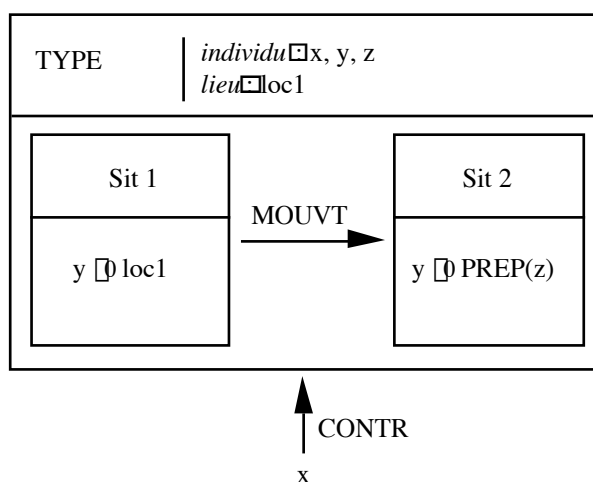 TYPE
individu⊡x, y, z
lieu⊡loc1
Sit 1
MOUVT
Sit 2
y ▯0 loc1
y ▯0 PREP(z)
CONTR
x